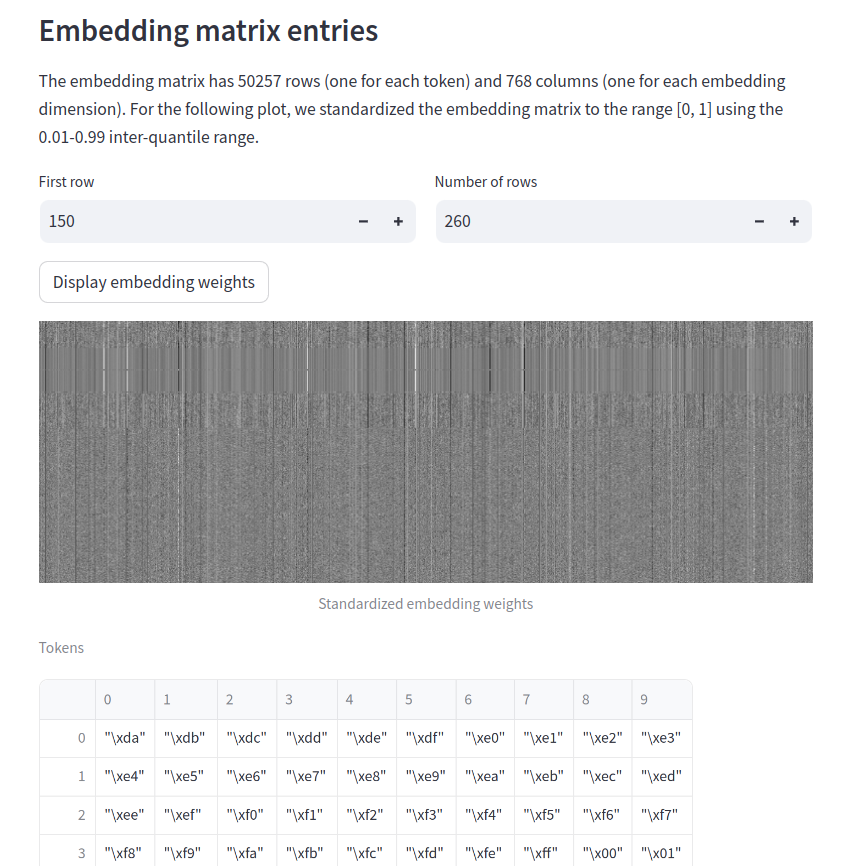 Embedding matrix entries
The embedding matrix has 50257 rows (one for each token) and 768 columns (one for each embedding
dimension). For the following plot, we standardized the embedding matrix to the range [0, 1] using the
0.01-0.99 inter-quantile range.
First row Number of rows
150 − + 260 − +
Display embedding weights
Standardized embedding weights
Tokens
0 1 2 3 4 5 6 7 8 9
0 "\xda" "\xdb" "\xdc" "\xdd" "\xde" "\xdf" "\xe0" "\xe1" "\xe2" "\xe3"
1 "\xe4" "\xe5" "\xe6" "\xe7" "\xe8" "\xe9" "\xea" "\xeb" "\xec" "\xed"
2 "\xee" "\xef" "\xf0" "\xf1" "\xf2" "\xf3" "\xf4" "\xf5" "\xf6" "\xf7"
3 "\xf8" "\xf9" "\xfa" "\xfb" "\xfc" "\xfd" "\xfe" "\xff" "\x00" "\x01"